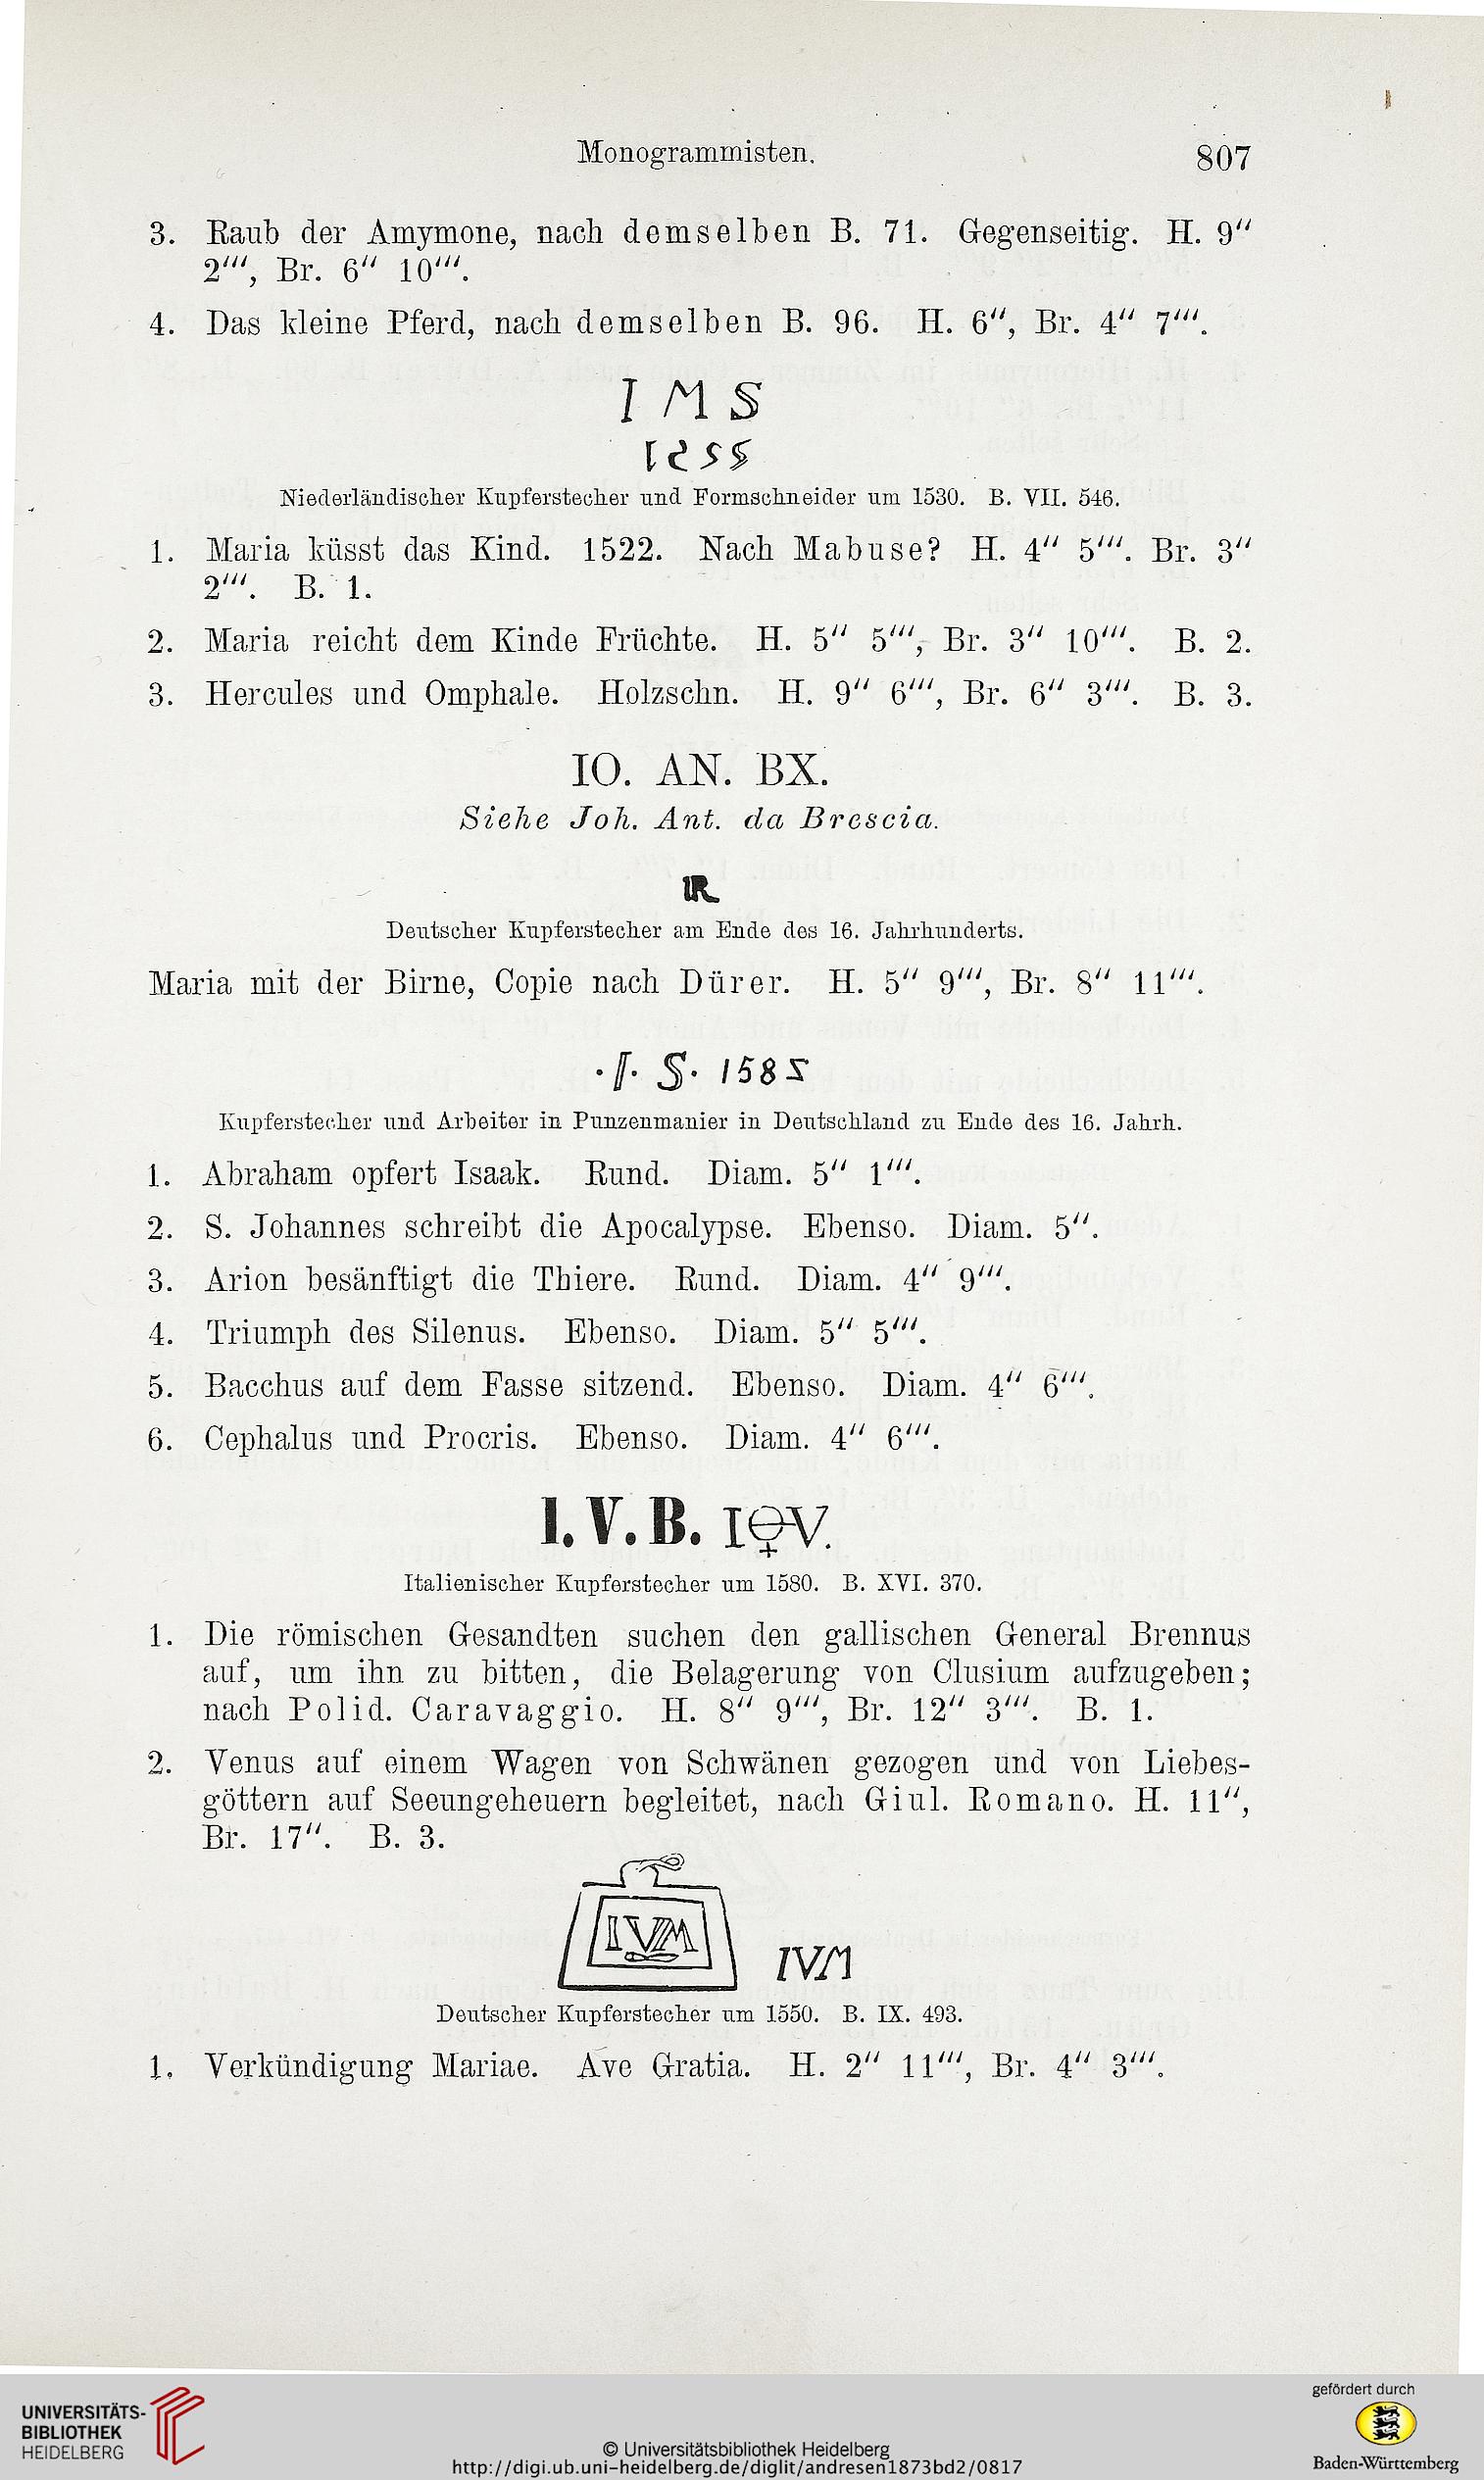 Monogrammisten. 807
3. Raub der Amymone, nach demselben B. 71. Gegenseitig. H. 9″
2‴, Br. 6″ 10‴.
4. Das kleine Pferd, nach demselben B. 96. H. 6″, Br. 4″ 7‴.
I M S
Niederländischer Kupferstecher und Formschneider um 1530. B. VII. 546.
1. Maria küsst das Kind. 1522. Nach Mabuse? H. 4″ 5‴. Br. 3″
2‴. B. 1.
2. Maria reicht dem Kinde Früchte. H. 5″ 5‴, Br. 3″ 10‴. B. 2.
3. Hercules und Omphale. Holzschn. H. 9″ 6‴, Br. 6″ 3‴. B. 3.
IO. AN. BX.
Siehe Joh. Ant. da Brescia.
IR
Deutscher Kupferstecher am Ende des 16. Jahrhunderts.
Maria mit der Birne, Copie nach Dürer. H. 5″ 9‴, Br. 8″ 11‴.
·I· S· 1582
Kupferstecher und Arbeiter in Punzenmanier in Deutschland zu Ende des 16. Jahrh.
1. Abraham opfert Isaak. Rund. Diam. 5″ 1‴.
2. S. Johannes schreibt die Apocalypse. Ebenso. Diam. 5″.
3. Arion besänftigt die Thiere. Rund. Diam. 4″ 9‴.
4. Triumph des Silenus. Ebenso. Diam. 5″ 5‴.
5. Bacchus auf dem Fasse sitzend. Ebenso. Diam. 4″ 6‴.
6. Cephalus und Procris. Ebenso. Diam. 4″ 6‴.
I. V. B. I V.
Italienischer Kupferstecher um 1580. B. XVI. 370.
1. Die römischen Gesandten suchen den gallischen General Brennus
auf, um ihn zu bitten, die Belagerung von Clusium aufzugeben;
nach Polid. Caravaggio. H. 8″ 9‴, Br. 12″ 3‴. B. 1.
2. Venus auf einem Wagen von Schwänen gezogen und von Liebes-
göttern auf Seeungeheuern begleitet, nach Giul. Romano. H. 11″,
Br. 17″. B. 3.
IVM IVM
Deutscher Kupferstecher um 1550. B. IX. 493.
1. Verkündigung Mariae. Ave Gratia. H. 2″ 11‴, Br. 4″ 3‴.
UNIVERSITÄTS-
BIBLIOTHEK
HEIDELBERG
© Universitätsbibliothek Heidelberg
http://digi.ub.uni-heidelberg.de/diglit/andresen1873bd2/0817
gefördert durch
Baden-Württemberg